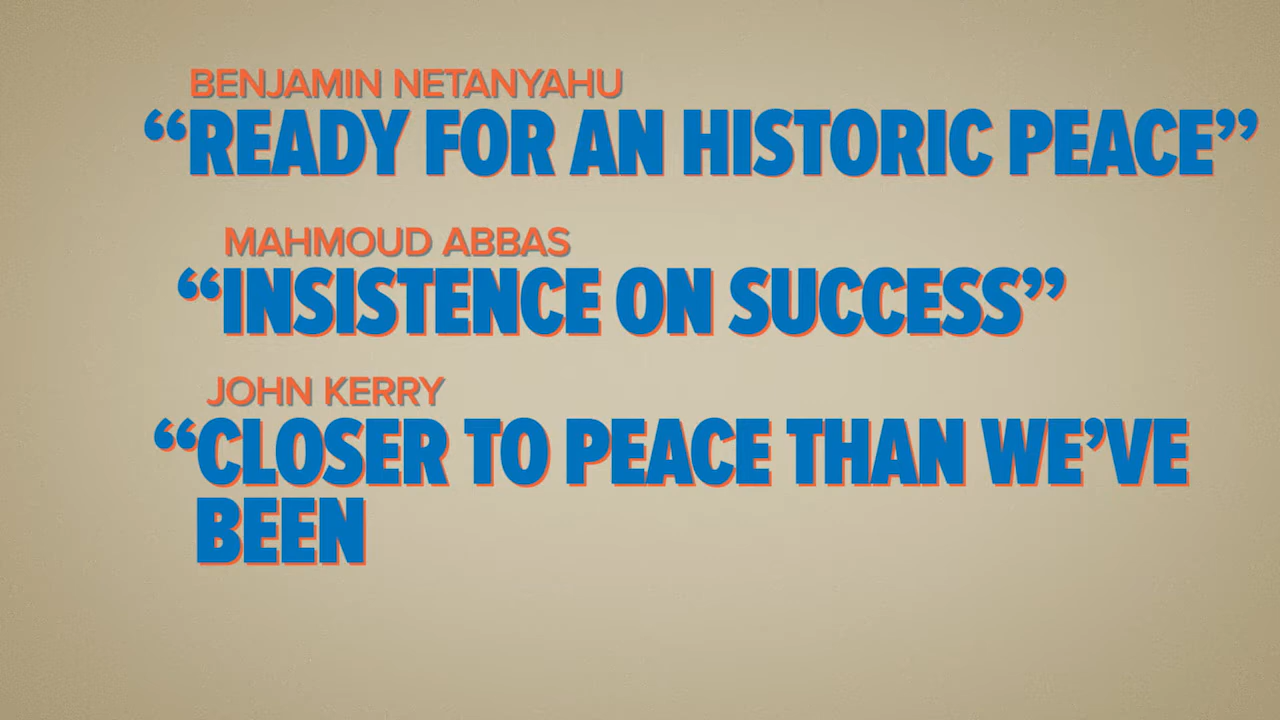 BENJAMIN NETANYAHU
“READY FOR AN HISTORIC PEACE”
MAHMOUD ABBAS
“INSISTENCE ON SUCCESS”
JOHN KERRY
“CLOSER TO PEACE THAN WE’VE
BEEN